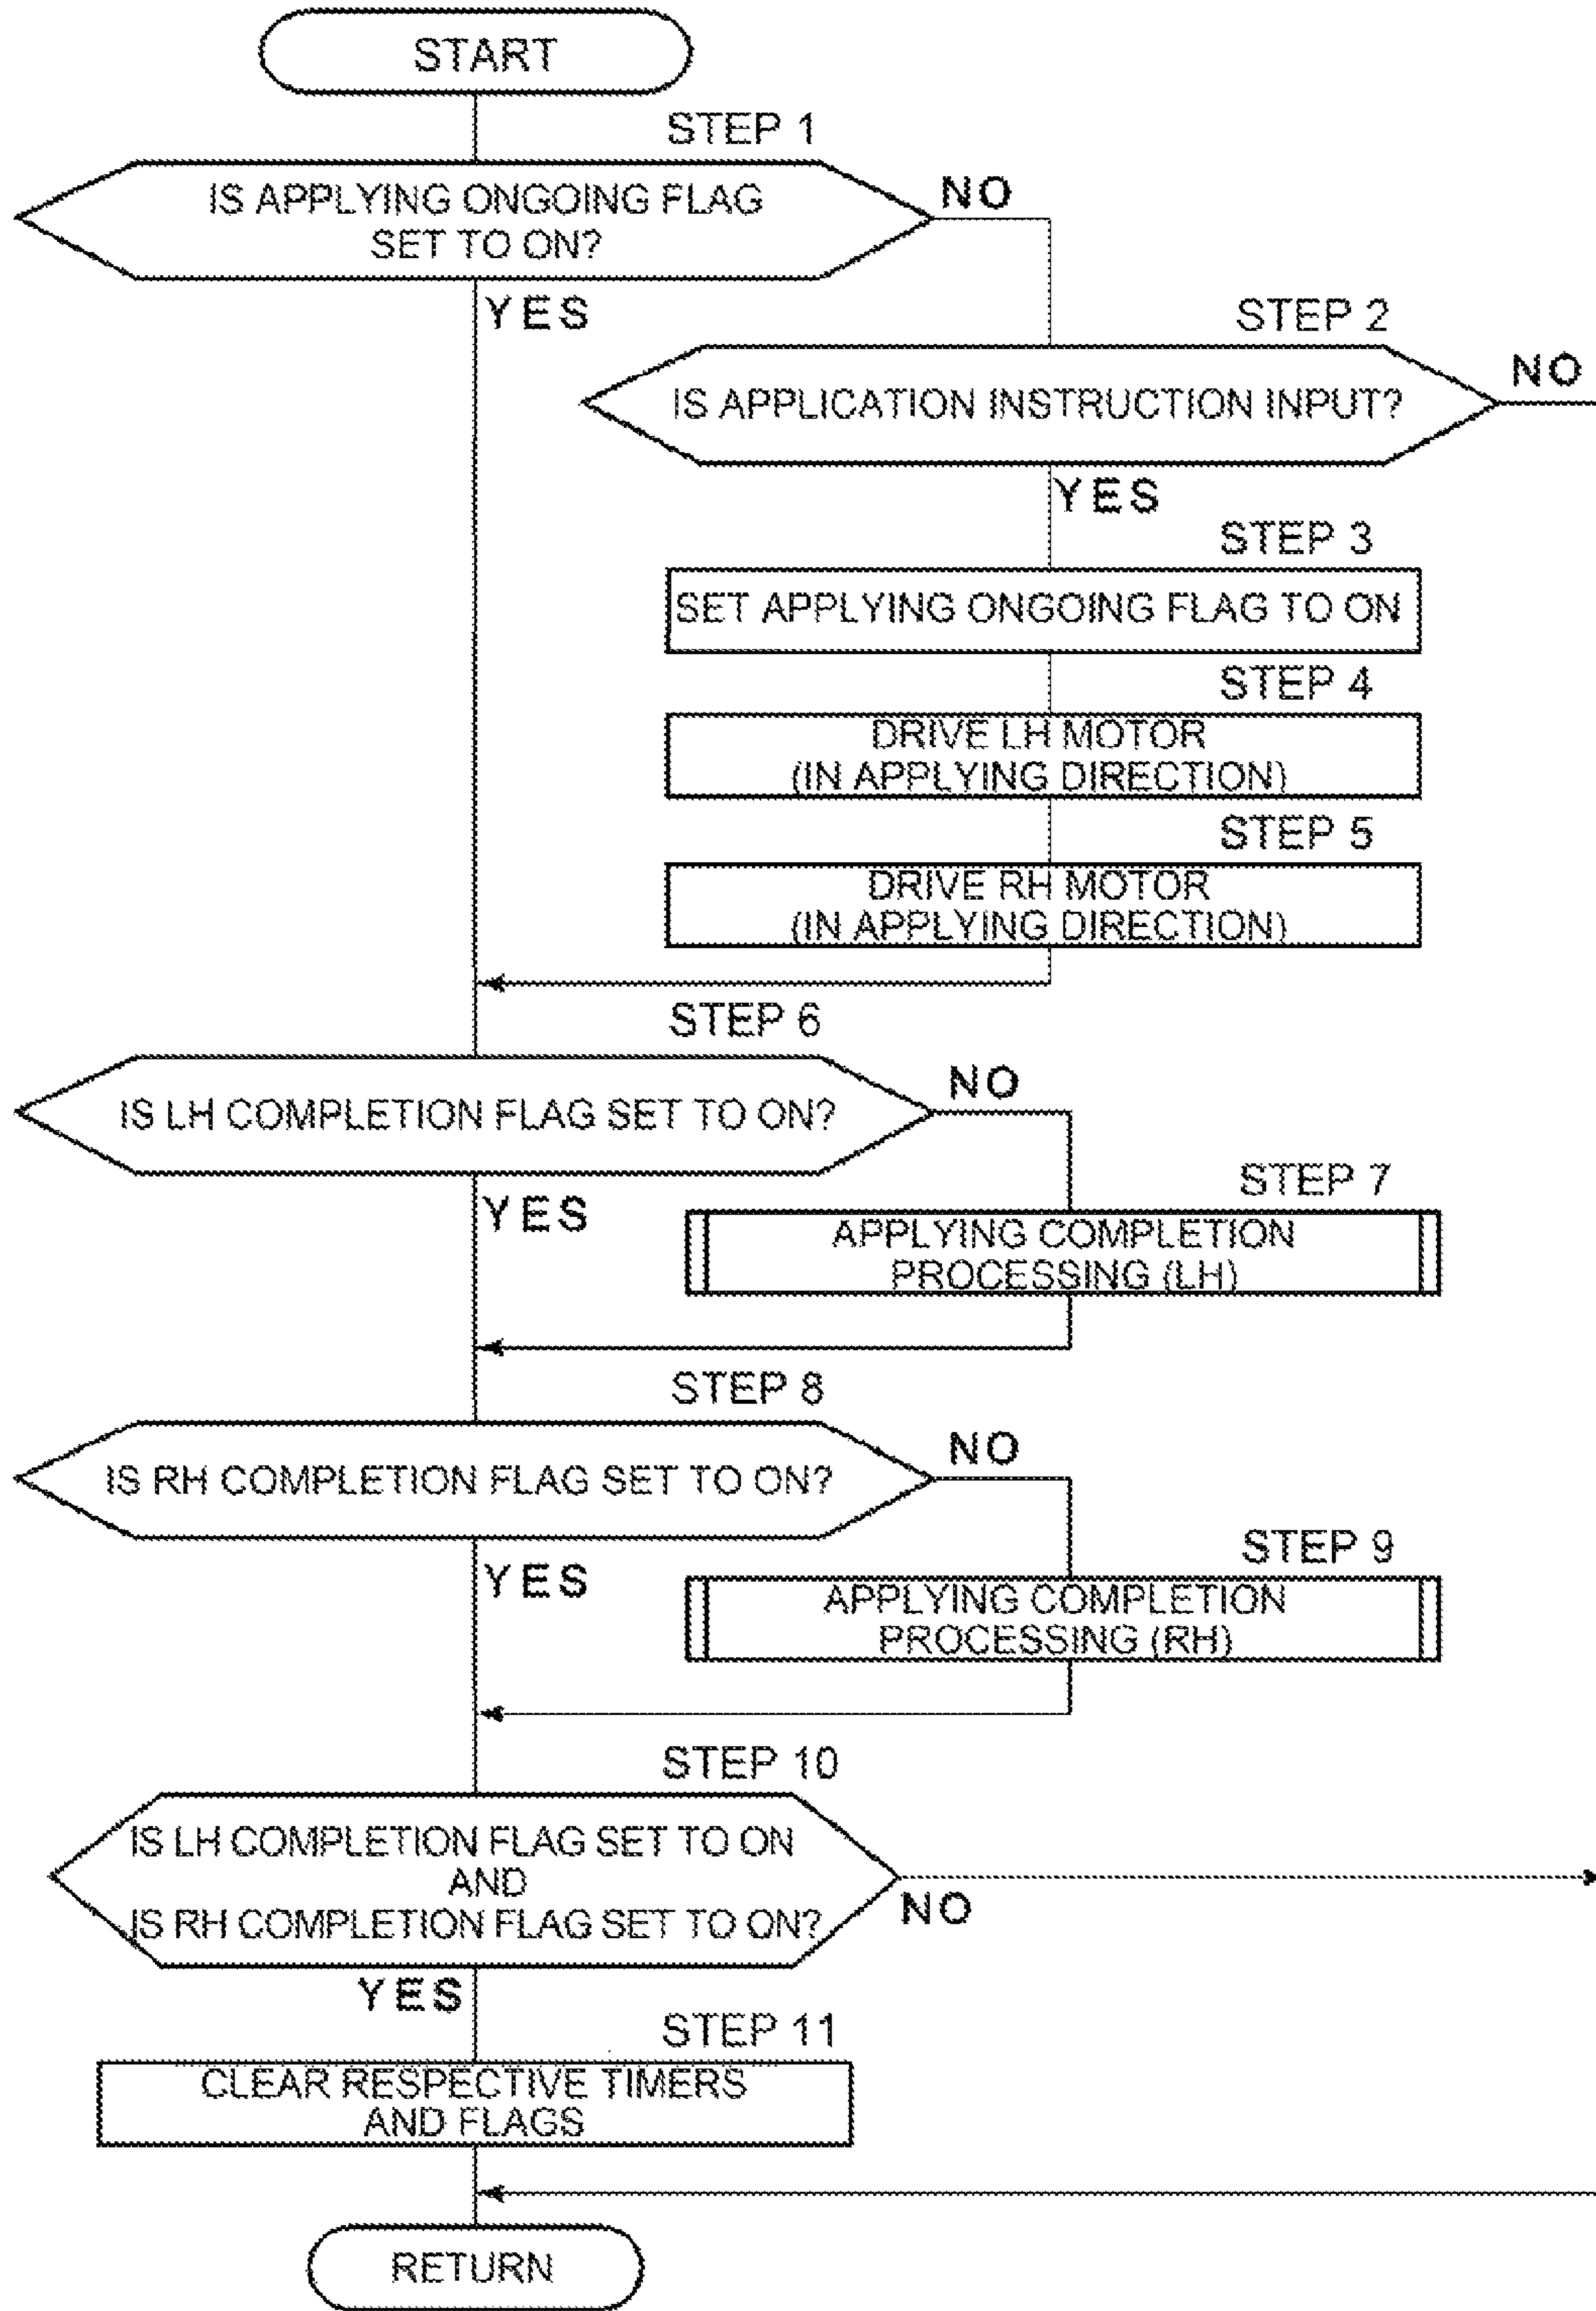 START
STEP 1
IS APPLYING ONGOING FLAG
SET TO ON?
NO
YES
STEP 2
IS APPLICATION INSTRUCTION INPUT?
NO
YES
STEP 3
SET APPLYING ONGOING FLAG TO ON
STEP 4
DRIVE LH MOTOR
(IN APPLYING DIRECTION)
STEP 5
DRIVE RH MOTOR
(IN APPLYING DIRECTION)
STEP 6
IS LH COMPLETION FLAG SET TO ON?
NO
YES
STEP 7
APPLYING COMPLETION
PROCESSING (LH)
STEP 8
IS RH COMPLETION FLAG SET TO ON?
NO
YES
STEP 9
APPLYING COMPLETION
PROCESSING (RH)
STEP 10
IS LH COMPLETION FLAG SET TO ON
AND
IS RH COMPLETION FLAG SET TO ON?
NO
YES
STEP 11
CLEAR RESPECTIVE TIMERS
AND FLAGS
RETURN